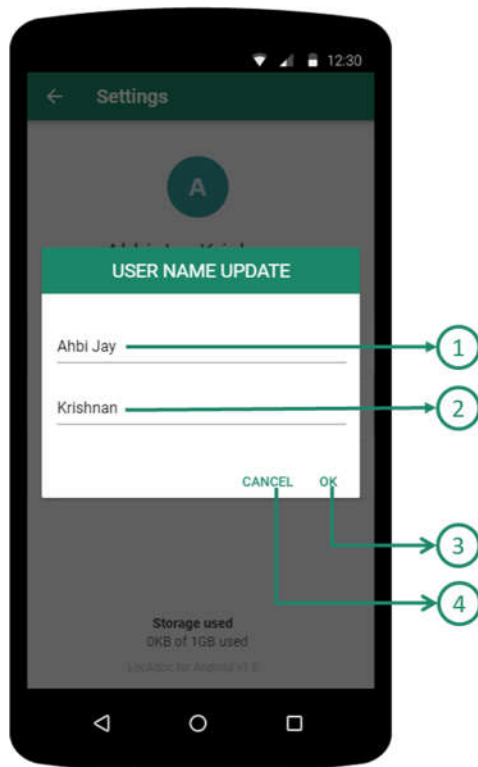 12:30
Settings
A
USER NAME UPDATE
Ahbi Jay
1
Krishnan
2
CANCEL OK
3
4
Storage used
0KB of 1GB used